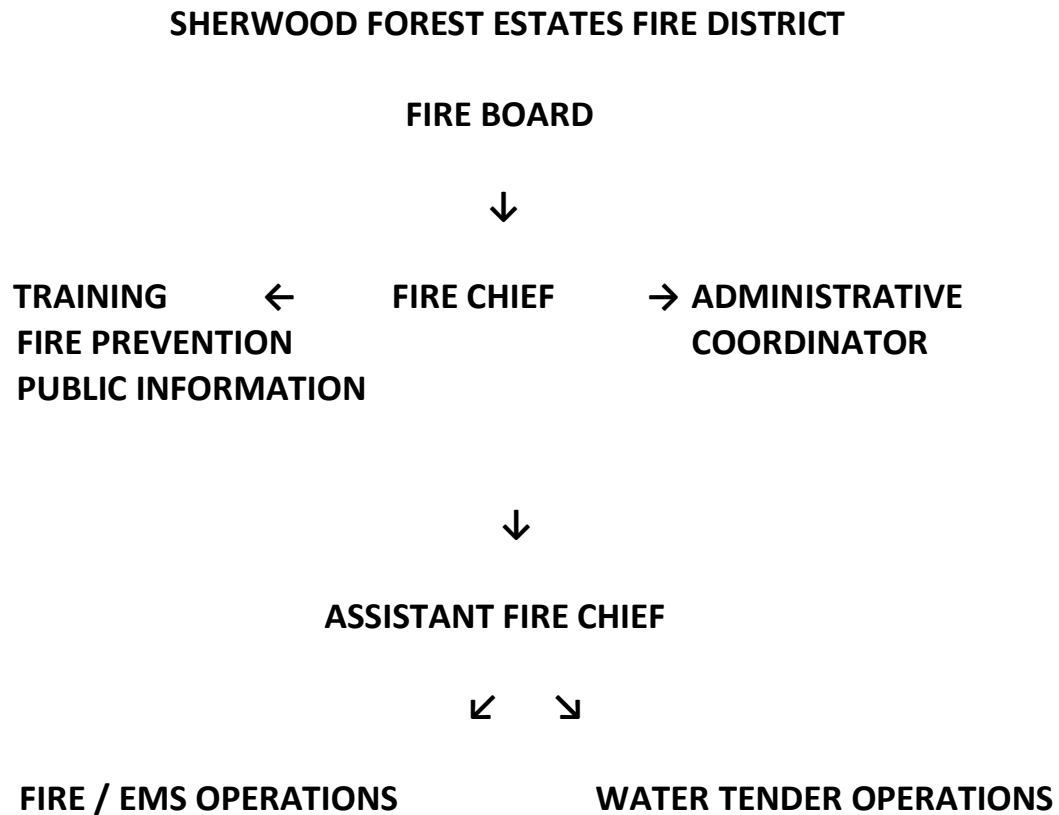 SHERWOOD FOREST ESTATES FIRE DISTRICT
FIRE BOARD
↓
TRAINING ← FIRE CHIEF → ADMINISTRATIVE
FIRE PREVENTION COORDINATOR
PUBLIC INFORMATION
↓
ASSISTANT FIRE CHIEF
↙ ↘
FIRE / EMS OPERATIONS WATER TENDER OPERATIONS